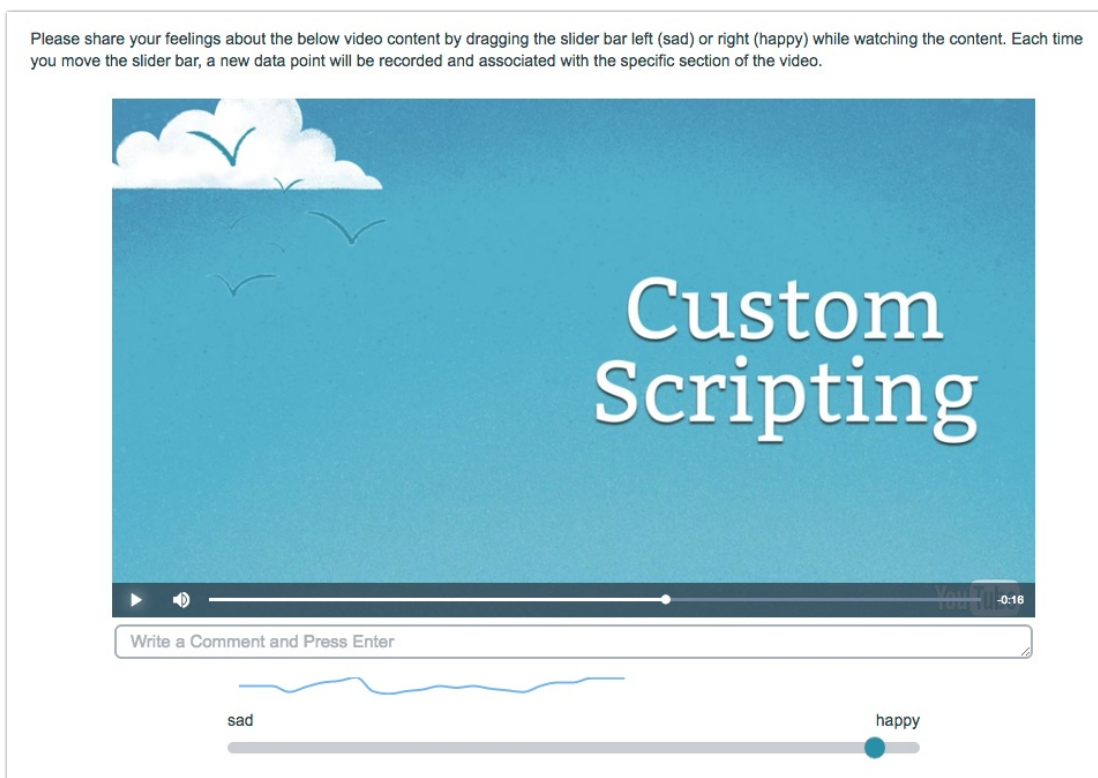 Please share your feelings about the below video content by dragging the slider bar left (sad) or right (happy) while watching the content. Each time
you move the slider bar, a new data point will be recorded and associated with the specific section of the video.
Custom
Scripting
YouTube
-0:16
Write a Comment and Press Enter
sad
happy